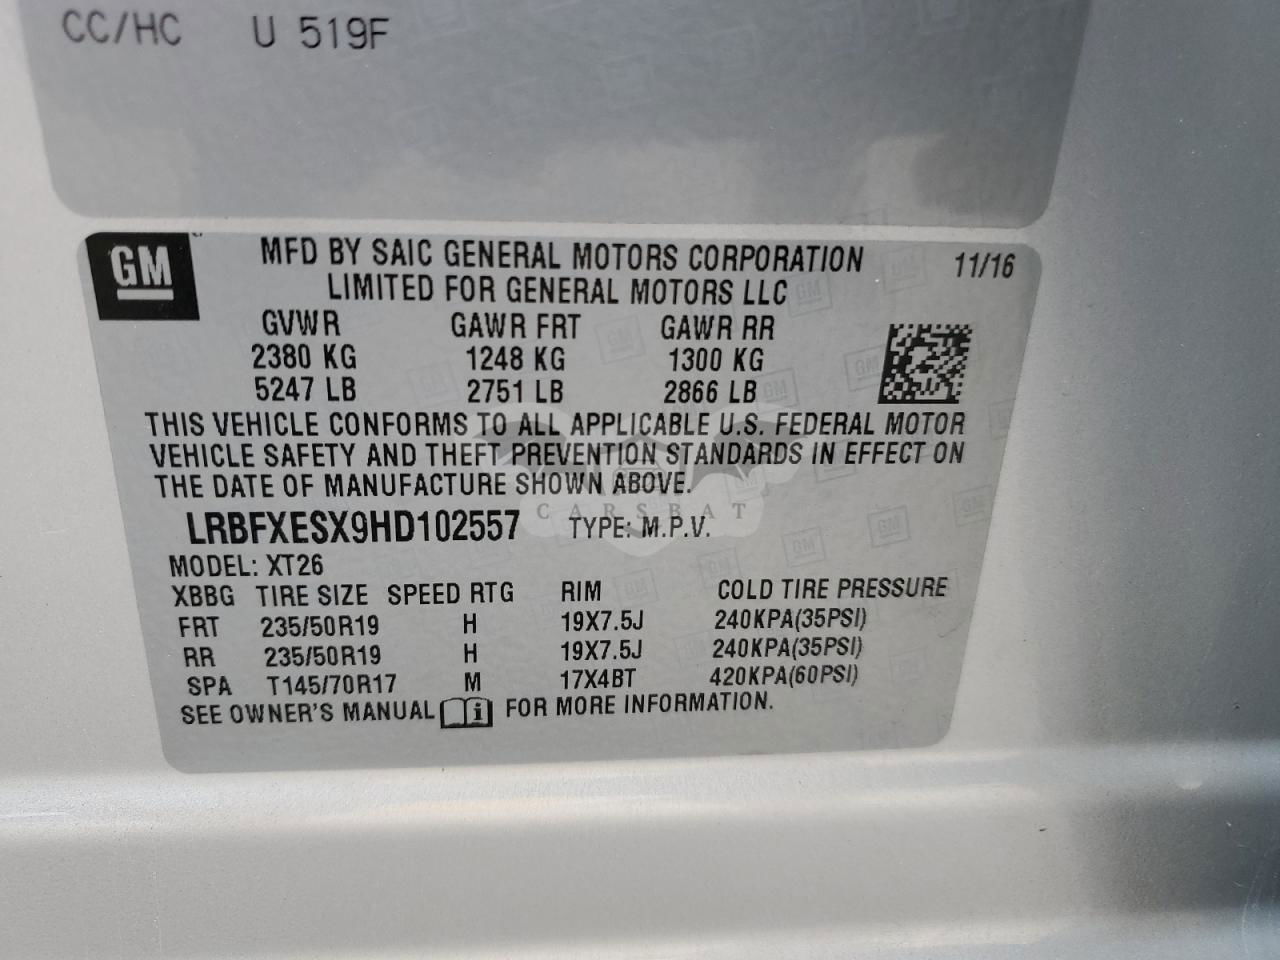 CC/HC U 519F
GM MFD BY SAIC GENERAL MOTORS CORPORATION 11/16
LIMITED FOR GENERAL MOTORS LLC
GVWR GAWR FRT GAWR RR
2380 KG 1248 KG 1300 KG
5247 LB 2751 LB 2866 LB
THIS VEHICLE CONFORMS TO ALL APPLICABLE U.S. FEDERAL MOTOR
VEHICLE SAFETY AND THEFT PREVENTION STANDARDS IN EFFECT ON
THE DATE OF MANUFACTURE SHOWN ABOVE.
CARSBAT
LRBFXESX9HD102557 TYPE: M.P.V.
MODEL: XT26
XBBG TIRE SIZE SPEED RTG RIM COLD TIRE PRESSURE
FRT 235/50R19 H 19X7.5J 240KPA(35PSI)
RR 235/50R19 H 19X7.5J 240KPA(35PSI)
SPA T145/70R17 M 17X4BT 420KPA(60PSI)
SEE OWNER'S MANUAL i FOR MORE INFORMATION.